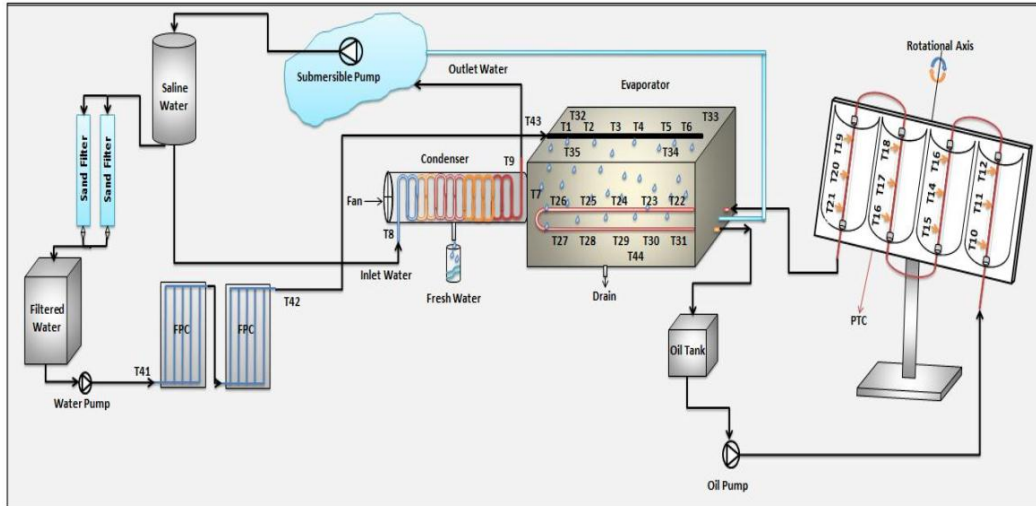 Rotational Axis
Submersible Pump
Outlet Water
Saline
Water
Evaporator
T43
T32
T33
T1 T2 T3 T4 T5 T6
T35
T34
Sand Filter
Sand Filter
Condenser
T9
Fan
T8
T7
T26 T25 T24 T23 T22
T27 T28 T29 T30 T31
T44
Inlet Water
Fresh Water
Drain
T19
T20
T21
T18
T17
T16
T16
T14
T15
T12
T11
T10
PTC
Filtered
Water
FPC
FPC
T42
T41
Water Pump
Oil Tank
Oil Pump